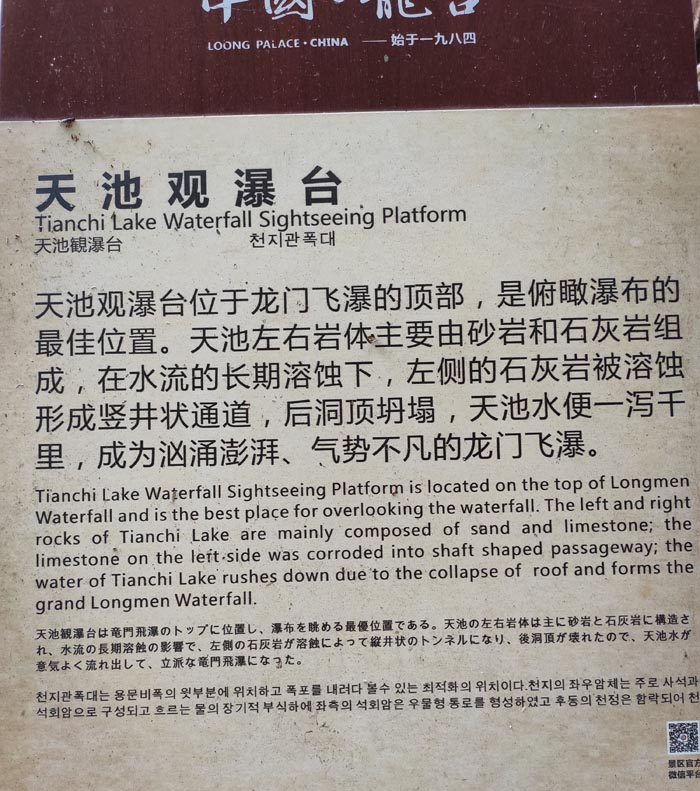 中國·龍宮
LOONG PALACE·CHINA ——始于一九八四
天池观瀑台
Tianchi Lake Waterfall Sightseeing Platform
天池観瀑台 천지관폭대
天池观瀑台位于龙门飞瀑的顶部，是俯瞰瀑布的
最佳位置。天池左右岩体主要由砂岩和石灰岩组
成，在水流的长期溶蚀下，左侧的石灰岩被溶蚀
形成竖井状通道，后洞顶坍塌，天池水便一泻千
里，成为汹涌澎湃、气势不凡的龙门飞瀑。
Tianchi Lake Waterfall Sightseeing Platform is located on the top of Longmen
Waterfall and is the best place for overlooking the waterfall. The left and right
rocks of Tianchi Lake are mainly composed of sand and limestone; the
limestone on the left side was corroded into shaft shaped passageway; the
water of Tianchi Lake rushes down due to the collapse of roof and forms the
grand Longmen Waterfall.
天池観瀑台は竜門飛瀑のトップに位置し、瀑布を眺める最優位置である。天池の左右岩体は主に砂岩と石灰岩に構造さ
れ、水流の長期溶蝕の影響で、左側の石灰岩が溶蝕によって縦井状のトンネルになり、後洞頂が壊れたので、天池水が
意気よく流れ出して、立派な竜門飛瀑になった。
천지관폭대는 용문비폭의 윗부분에 위치하고 폭포를 내려다 볼수 있는 최적화의 위치이다.천지의 좌우암체는 주로 사석과
석회암으로 구성되고 흐르는 물의 장기적 부식하에 좌측의 석회암은 우물형 통로를 형성하였고 후동의 천정은 함락되어 천
景区官方
微信平台